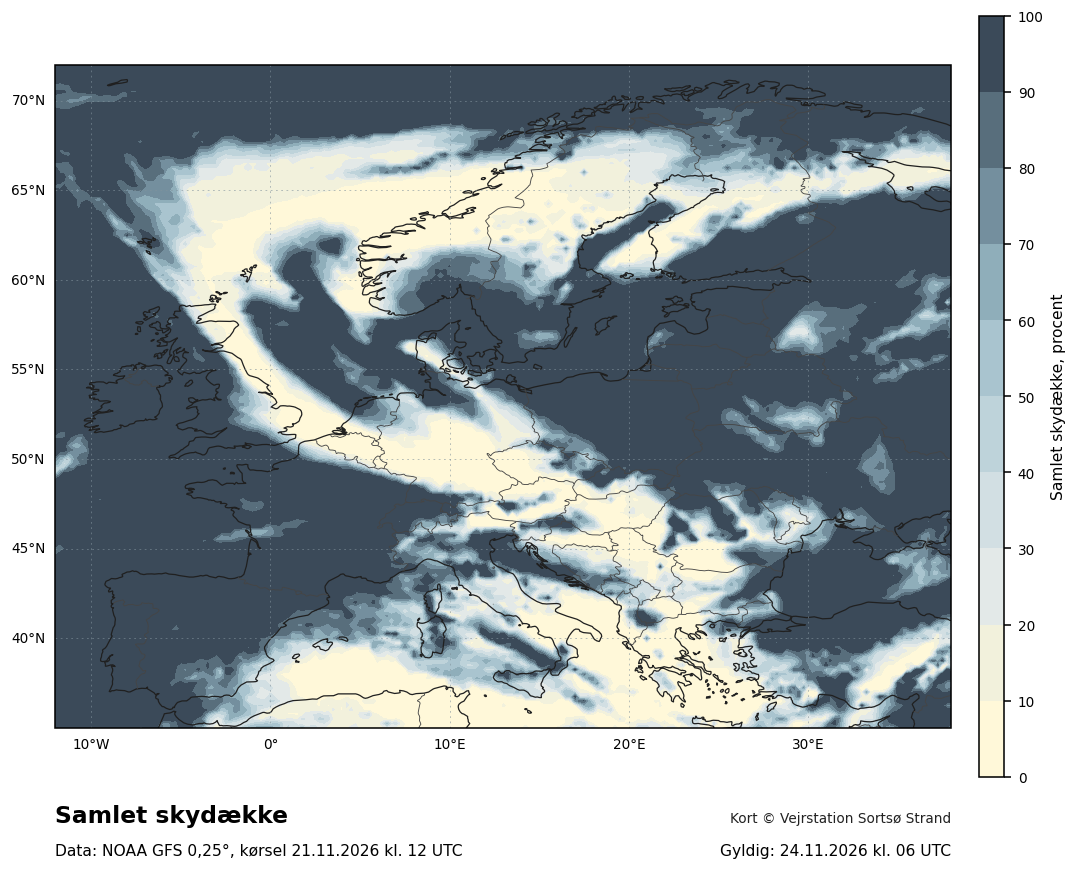 100
90
80
70
60
50
40
30
20
10
0
Samlet skydække, procent
70°N
65°N
60°N
55°N
50°N
45°N
40°N
10°W
0°
10°E
20°E
30°E
Samlet skydække
Kort © Vejrstation Sortsø Strand
Data: NOAA GFS 0,25°, kørsel 21.11.2026 kl. 12 UTC
Gyldig: 24.11.2026 kl. 06 UTC